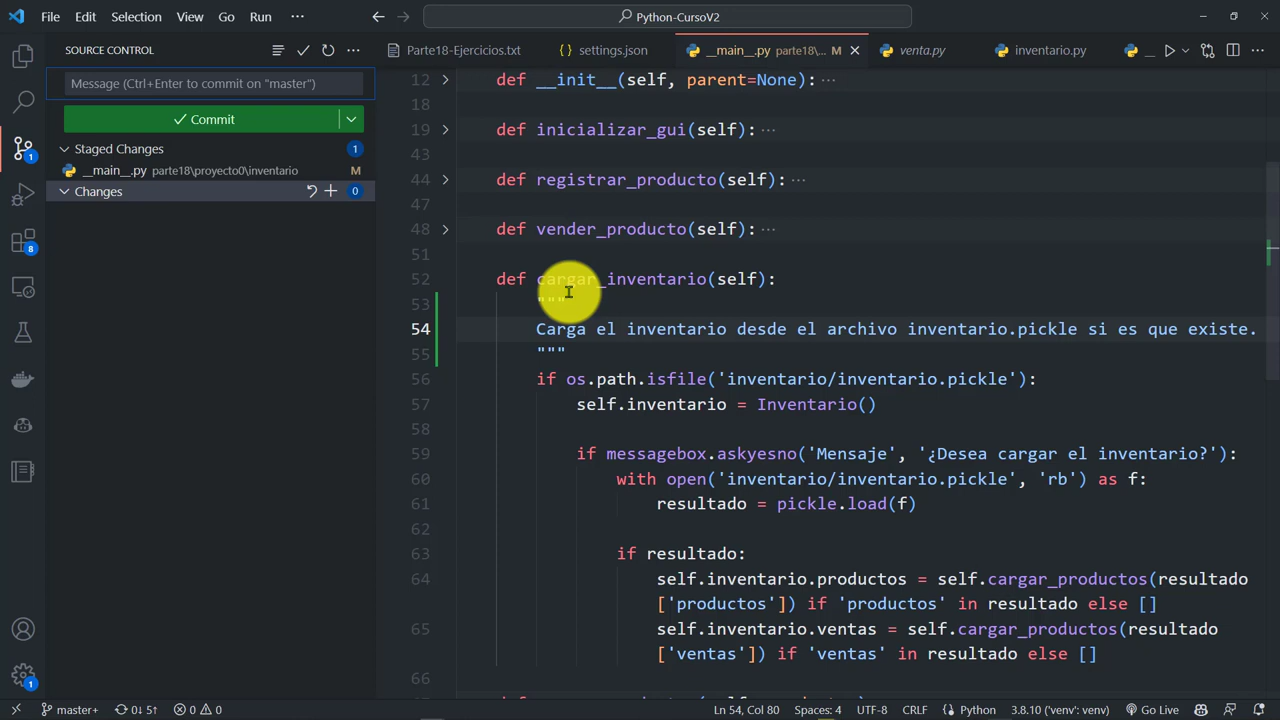 File Edit Selection View Go Run ··· Python-CursoV2
SOURCE CONTROL
Parte18-Ejercicios.txt {} settings.json __main__.py parte18\... M venta.py inventario.py __
Message (Ctrl+Enter to commit on "master")
Commit
Staged Changes 1
__main__.py parte18\proyecto0\inventario M
Changes 0
1
8
1
12 def __init__(self, parent=None): ···
18
19 def inicializar_gui(self): ···
43
44 def registrar_producto(self): ···
47
48 def vender_producto(self): ···
51
52 def cargar_inventario(self):
53 """
54 Carga el inventario desde el archivo inventario.pickle si es que existe.
55 """
56 if os.path.isfile('inventario/inventario.pickle'):
57 self.inventario = Inventario()
58
59 if messagebox.askyesno('Mensaje', '¿Desea cargar el inventario?'):
60 with open('inventario/inventario.pickle', 'rb') as f:
61 resultado = pickle.load(f)
62
63 if resultado:
64 self.inventario.productos = self.cargar_productos(resultado
['productos']) if 'productos' in resultado else []
65 self.inventario.ventas = self.cargar_productos(resultado
['ventas']) if 'ventas' in resultado else []
66
master+ 0↓ 5↑ 0 0 Ln 54, Col 80 Spaces: 4 UTF-8 CRLF {} Python 3.8.10 ('venv': venv) Go Live